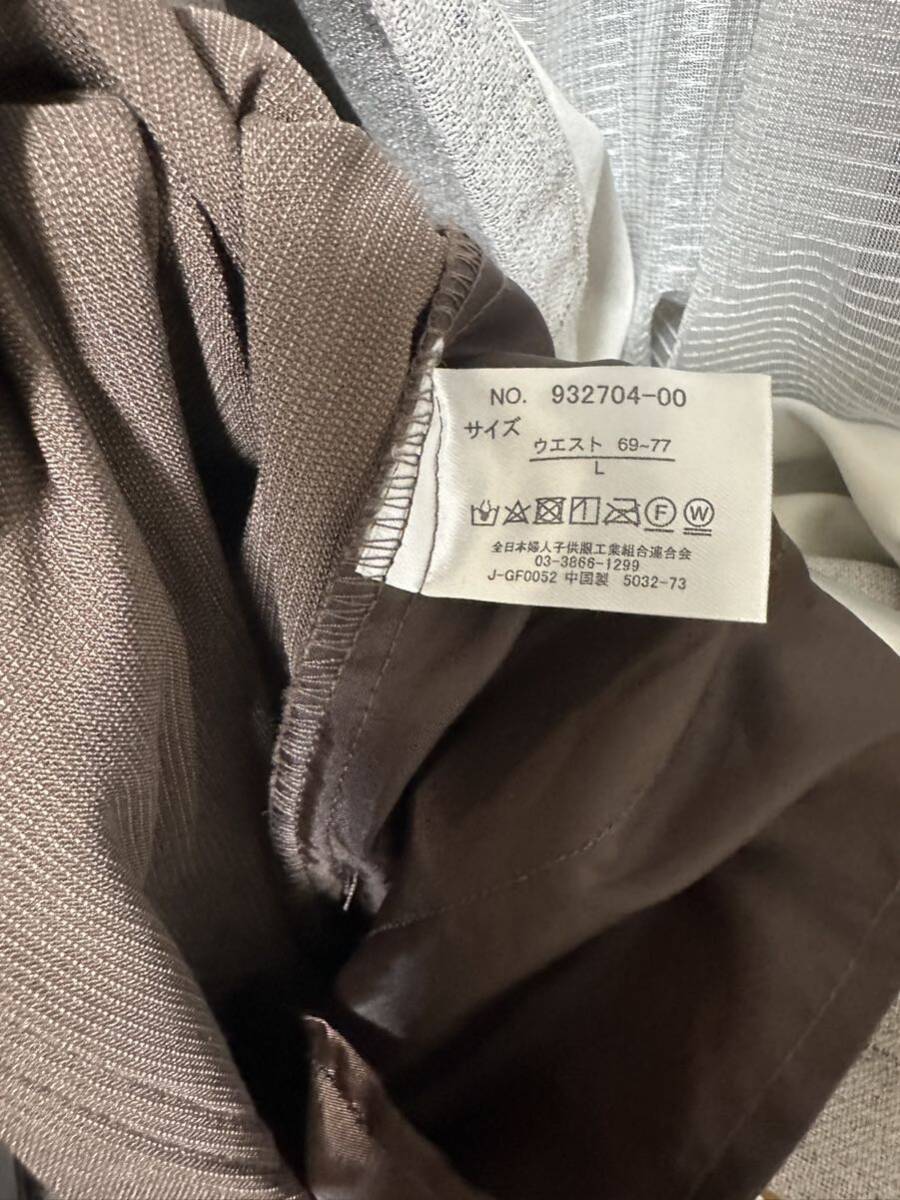 NO. 932704-00
サイズ
ウエスト 69~77
L
F W
全日本婦人子供服工業組合連合会
03-3866-1299
J-GF0052 中国製 5032-73